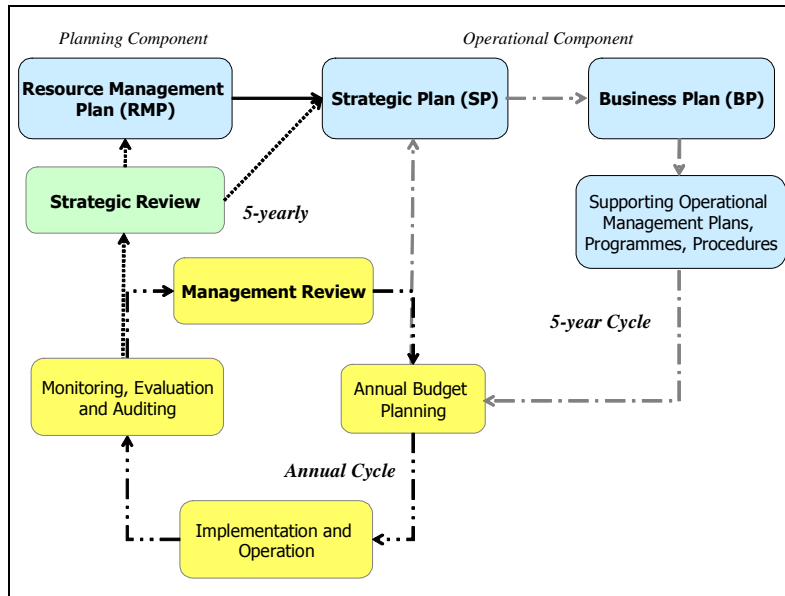 Planning Component
Operational Component
Resource Management
Plan (RMP)
Strategic Plan (SP)
Business Plan (BP)
Strategic Review
5-yearly
Supporting Operational
Management Plans,
Programmes, Procedures
Management Review
5-year Cycle
Monitoring, Evaluation
and Auditing
Annual Budget
Planning
Annual Cycle
Implementation and
Operation